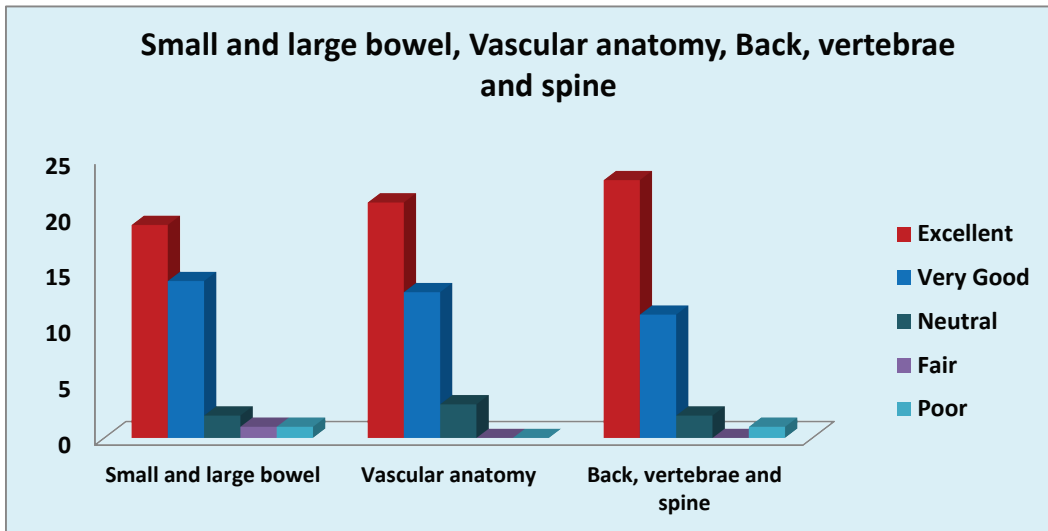 Small and large bowel, Vascular anatomy, Back, vertebrae
and spine
25
20
15
10
5
0
Small and large bowel
Vascular anatomy
Back, vertebrae and
spine
Excellent
Very Good
Neutral
Fair
Poor